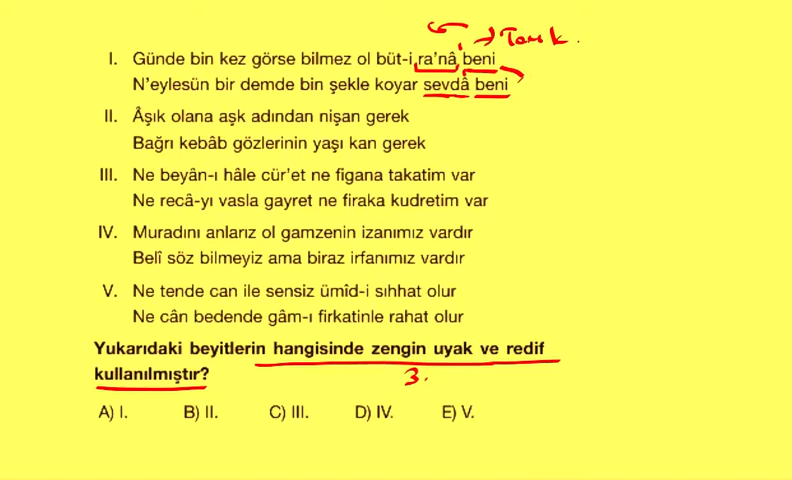 → Tam k.
I. Günde bin kez görse bilmez ol büt-i ra'nâ beni
N'eylesün bir demde bin şekle koyar sevdâ beni
II. Âşık olana aşk adından nişan gerek
Bağrı kebâb gözlerinin yaşı kan gerek
III. Ne beyân-ı hâle cür'et ne figana takatim var
Ne recâ-yı vasla gayret ne firaka kudretim var
IV. Muradını anlarız ol gamzenin izanımız vardır
Belî söz bilmeyiz ama biraz irfanımız vardır
V. Ne tende can ile sensiz ümîd-i sıhhat olur
Ne cân bedende gâm-ı firkatinle rahat olur
Yukarıdaki beyitlerin hangisinde zengin uyak ve redif
kullanılmıştır?
3.
A) I. B) II. C) III. D) IV. E) V.